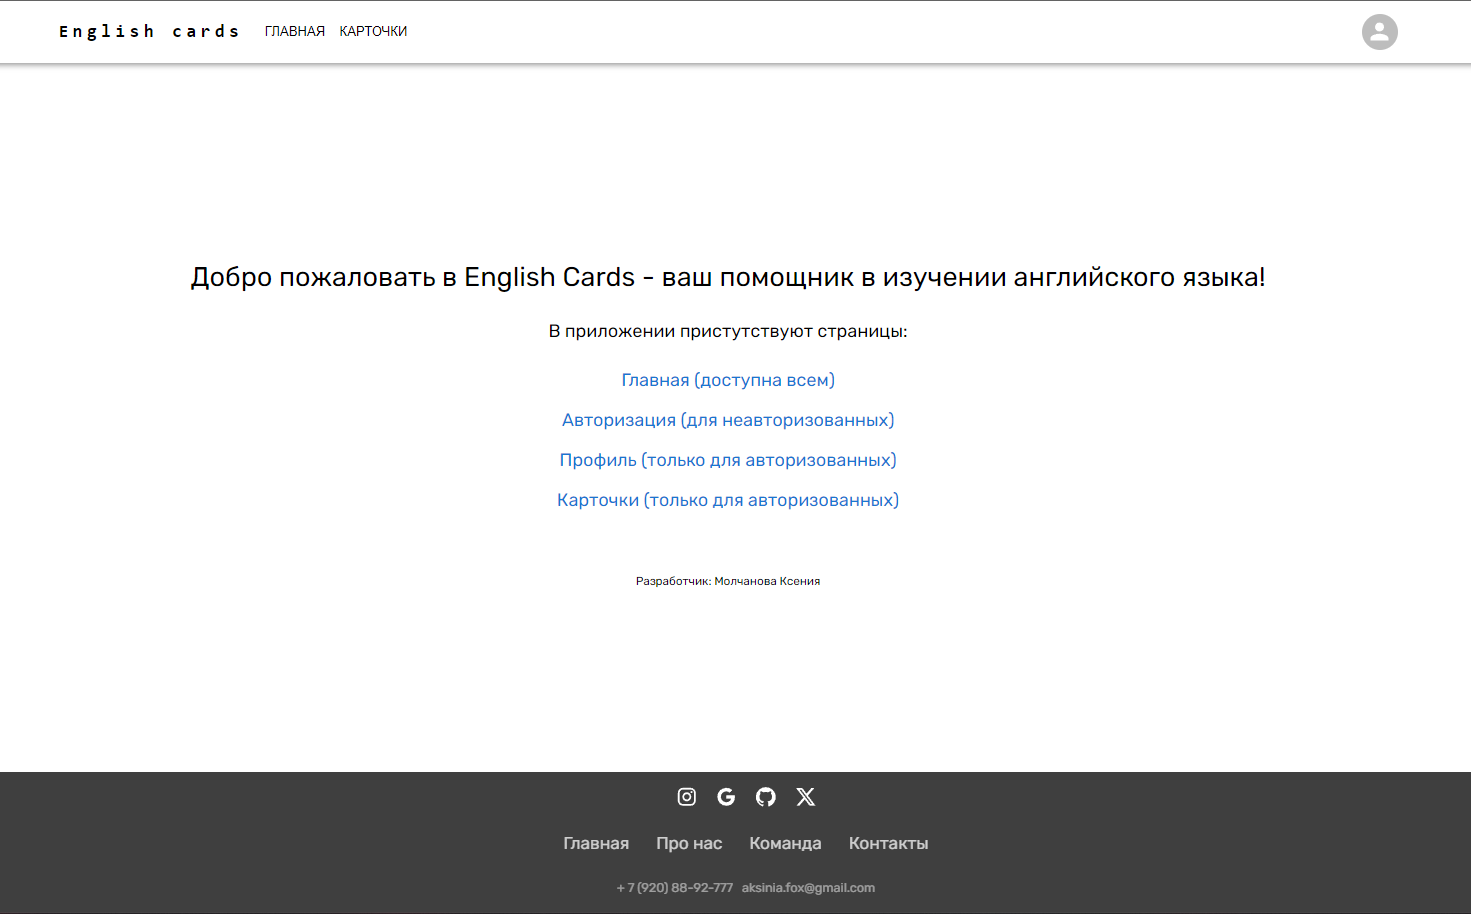 English cards ГЛАВНАЯ КАРТОЧКИ
Добро пожаловать в English Cards - ваш помощник в изучении английского языка!
В приложении пристутствуют страницы:
Главная (доступна всем)
Авторизация (для неавторизованных)
Профиль (только для авторизованных)
Карточки (только для авторизованных)
Разработчик: Молчанова Ксения
Главная Про нас Команда Контакты
+ 7 (920) 88-92-777 aksinia.fox@gmail.com